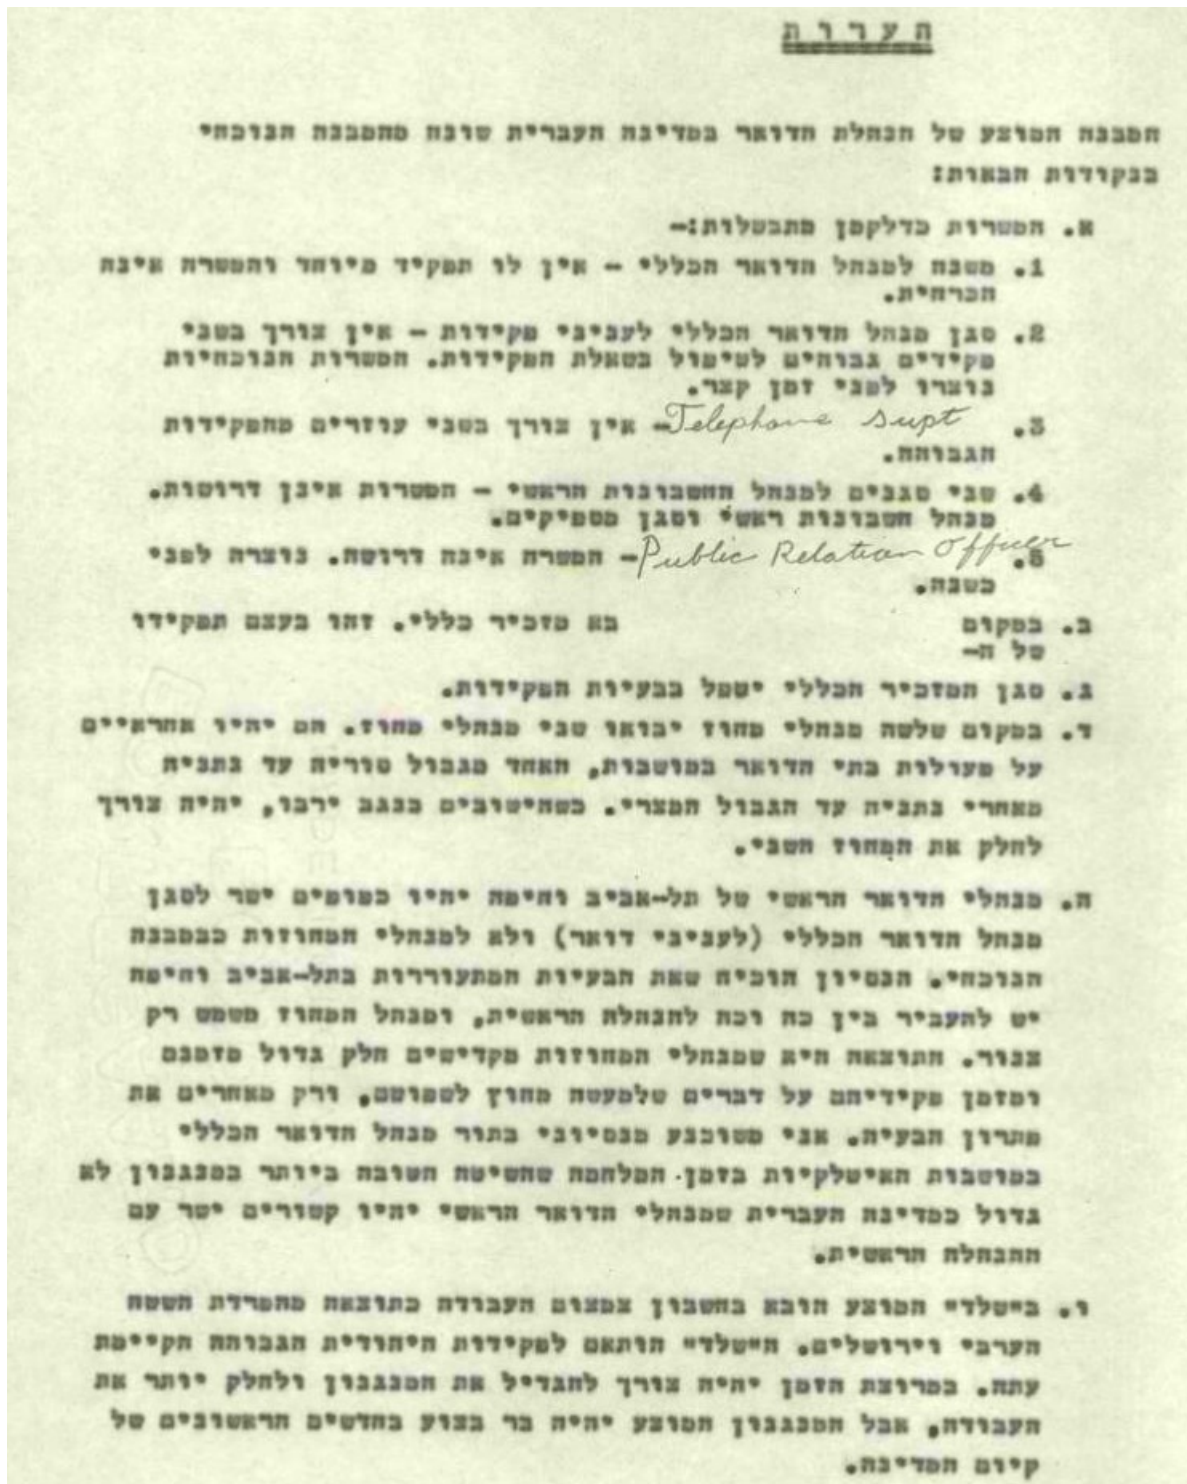 הערות
המבנה המוצע של הנהלת הדואר במדינה העברית שונה מהמבנה הנוכחי
בנקודות הבאות:
א. המשרות כדלקמן מתבטלות:-
1. משנה למנהל הדואר הכללי - אין לו תפקיד מיוחד והמשרה אינה
הכרחית.
2. סגן מנהל הדואר הכללי לעניני פקידות - אין צורך בשני
פקידים גבוהים לטיפול בשאלת הפקידות. המשרות הנוכחיות
נוצרו לפני זמן קצר.
3. Telephone Supt - אין צורך בשני עוזרים מהפקידות
הגבוהה.
4. שני סגנים למנהל החשבונות הראשי - המשרות אינן דרושות.
מנהל חשבונות ראשי וסגן מספיקים.
5. Public Relation Officer - המשרה אינה דרושה. נוצרה לפני
כשנה.
ב. במקום בא מזכיר כללי. זהו בעצם תפקידו
של ה-
ג. סגן המזכיר הכללי יטפל בבעיות הפקידות.
ד. במקום שלשה מנהלי מחוז יבואו שני מנהלי מחוז. הם יהיו אחראיים
על פעולות בתי הדואר במושבות, האחד מגבול סוריה עד נתניה
מאחרי נתניה עד הגבול המצרי. כשהישובים בנגב ירבו, יהיה צורך
לחלק את המחוז השני.
ה. מנהלי הדואר הראשי של תל-אביב וחיפה יהיו כפופים ישר לסגן
מנהל הדואר הכללי (לעניני דואר) ולא למנהלי המחוזות כבמבנה
הנוכחי. הנסיון הוכיח שאת הבעיות המתעוררות בתל-אביב וחיפה
יש להעביר בין כה וכה להנהלה הראשית, ומנהל המחוז משמש רק
צנור. התוצאה היא שמנהלי המחוזות מקדישים חלק גדול מזמנם
ומזמן פקידיהם על דברים שלמעשה מחוץ לשפוטם, ורק מאחרים את
פתרון הבעיה. אני משוכנע מנסיוני בתור מנהל הדואר הכללי
במושבות האיטלקיות בזמן המלחמה שהשיטה הטובה ביותר במנגנון לא
גדול כמדינה העברית שמנהלי הדואר הראשי יהיו קשורים ישר עם
ההנהלה הראשית.
ו. ב"שלד" המוצע הובא בחשבון צמצום העבודה כתוצאה מהפרדת השטח
הערבי וירושלים. ה"שלד" הותאם לפקידות היהודית הגבוהה הקיימת
עתה. במרוצת הזמן יהיה צורך להגדיל את המנגנון ולחלק יותר את
העבודה, אבל המנגנון המוצע יהיה בר בצוע בחדשים הראשונים של
קיום המדינה.